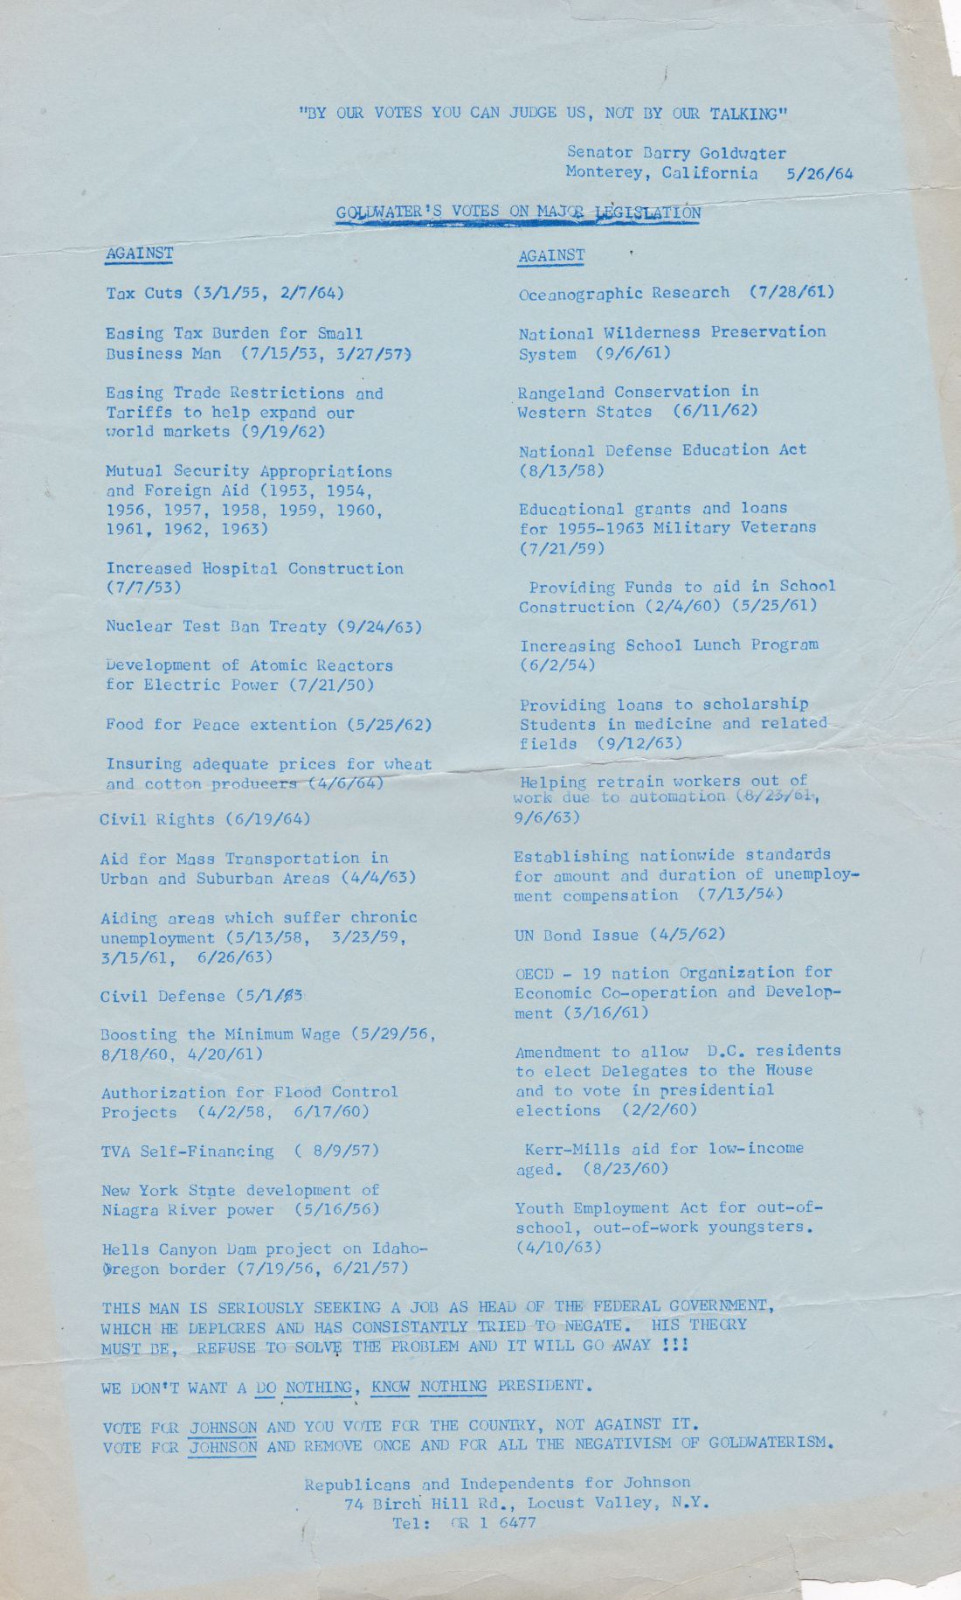 "BY OUR VOTES YOU CAN JUDGE US, NOT BY OUR TALKING"
Senator Barry Goldwater
Monterey, California 5/26/64
GOLDWATER'S VOTES ON MAJOR LEGISLATION
AGAINST
Tax Cuts (3/1/55, 2/7/64)
Easing Tax Burden for Small
Business Man (7/15/53, 3/27/57)
Easing Trade Restrictions and
Tariffs to help expand our
world markets (9/19/62)
Mutual Security Appropriations
and Foreign Aid (1953, 1954,
1956, 1957, 1958, 1959, 1960,
1961, 1962, 1963)
Increased Hospital Construction
(7/7/53)
Nuclear Test Ban Treaty (9/24/63)
Development of Atomic Reactors
for Electric Power (7/21/50)
Food for Peace extention (5/25/62)
Insuring adequate prices for wheat
and cotton producers (4/6/64)
Civil Rights (6/19/64)
Aid for Mass Transportation in
Urban and Suburban Areas (4/4/63)
Aiding areas which suffer chronic
unemployment (5/13/58, 3/23/59,
3/15/61, 6/26/63)
Civil Defense (5/1/53
Boosting the Minimum Wage (5/29/56,
8/18/60, 4/20/61)
Authorization for Flood Control
Projects (4/2/58, 6/17/60)
TVA Self-Financing ( 8/9/57)
New York State development of
Niagra River power (5/16/56)
Hells Canyon Dam project on Idaho-
Oregon border (7/19/56, 6/21/57)
AGAINST
Oceanographic Research (7/28/61)
National Wilderness Preservation
System (9/6/61)
Rangeland Conservation in
Western States (6/11/62)
National Defense Education Act
(8/13/58)
Educational grants and loans
for 1955-1963 Military Veterans
(7/21/59)
Providing Funds to aid in School
Construction (2/4/60) (5/25/61)
Increasing School Lunch Program
(6/2/54)
Providing loans to scholarship
Students in medicine and related
fields (9/12/63)
Helping retrain workers out of
work due to automation (8/23/61,
9/6/63)
Establishing nationwide standards
for amount and duration of unemploy-
ment compensation (7/13/54)
UN Bond Issue (4/5/62)
OECD - 19 nation Organization for
Economic Co-operation and Develop-
ment (3/16/61)
Amendment to allow D.C. residents
to elect Delegates to the House
and to vote in presidential
elections (2/2/60)
Kerr-Mills aid for low-income
aged. (8/23/60)
Youth Employment Act for out-of-
school, out-of-work youngsters.
(4/10/63)
THIS MAN IS SERIOUSLY SEEKING A JOB AS HEAD OF THE FEDERAL GOVERNMENT,
WHICH HE DEPLORES AND HAS CONSISTANTLY TRIED TO NEGATE. HIS THEORY
MUST BE, REFUSE TO SOLVE THE PROBLEM AND IT WILL GO AWAY !!!
WE DON'T WANT A DO NOTHING, KNOW NOTHING PRESIDENT.
VOTE FOR JOHNSON AND YOU VOTE FOR THE COUNTRY, NOT AGAINST IT.
VOTE FOR JOHNSON AND REMOVE ONCE AND FOR ALL THE NEGATIVISM OF GOLDWATERISM.
Republicans and Independents for Johnson
74 Birch Hill Rd., Locust Valley, N.Y.
Tel: OR 1 6477